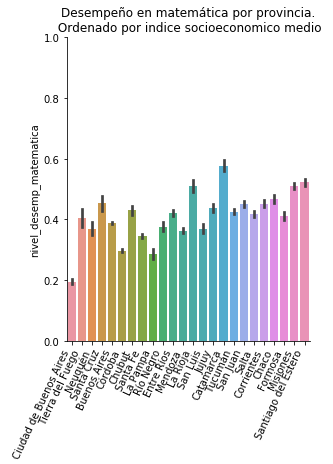 Desempeño en matemática por provincia.
Ordenado por indice socioeconomico medio
1.0
0.8
0.6
0.4
0.2
0.0
nivel_desemp_matematica
Ciudad de Buenos Aires
Tierra del Fuego
Neuquén
Santa Cruz
Buenos Aires
Córdoba
Chubut
Santa Fe
La Pampa
Río Negro
Entre Ríos
Mendoza
La Rioja
San Luis
Jujuy
Catamarca
Tucumán
San Juan
Salta
Corrientes
Chaco
Formosa
Misiones
Santiago del Estero